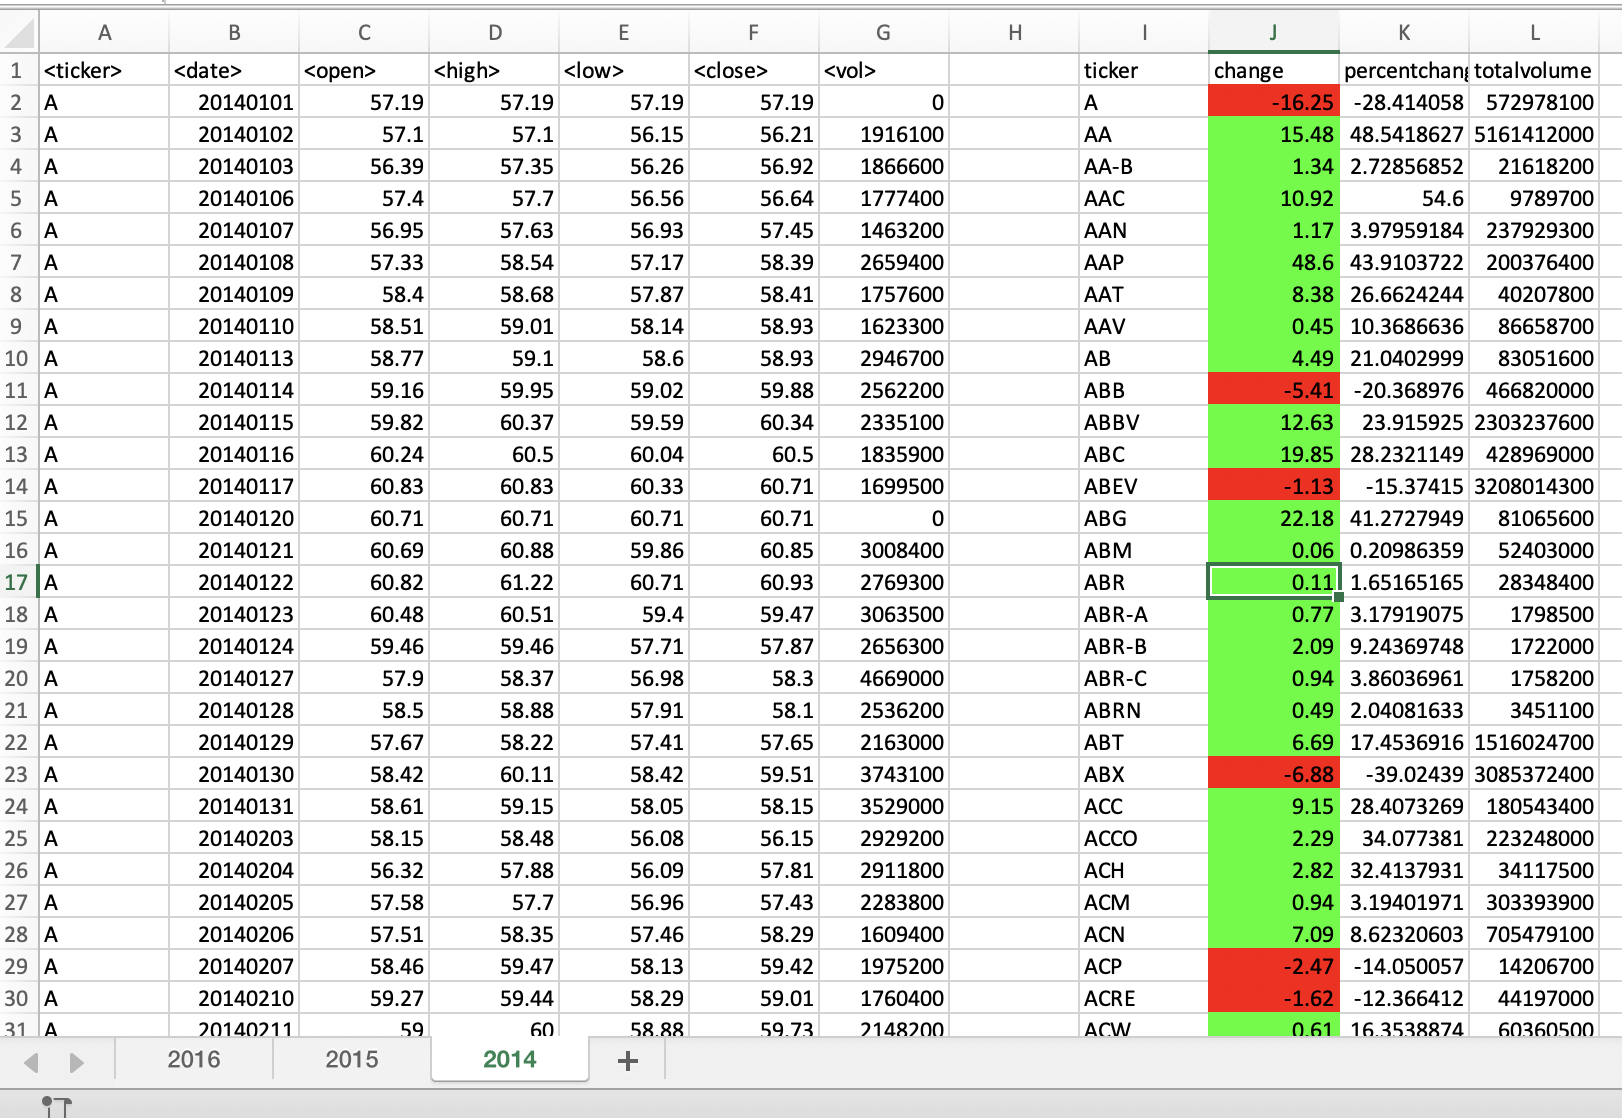 A B C D E F G H I J K L
1 <ticker> <date> <open> <high> <low> <close> <vol> ticker change percentchang totalvolume
2 A 20140101 57.19 57.19 57.19 57.19 0 A -16.25 -28.414058 572978100
3 A 20140102 57.1 57.1 56.15 56.21 1916100 AA 15.48 48.5418627 5161412000
4 A 20140103 56.39 57.35 56.26 56.92 1866600 AA-B 1.34 2.72856852 21618200
5 A 20140106 57.4 57.7 56.56 56.64 1777400 AAC 10.92 54.6 9789700
6 A 20140107 56.95 57.63 56.93 57.45 1463200 AAN 1.17 3.97959184 237929300
7 A 20140108 57.33 58.54 57.17 58.39 2659400 AAP 48.6 43.9103722 200376400
8 A 20140109 58.4 58.68 57.87 58.41 1757600 AAT 8.38 26.6624244 40207800
9 A 20140110 58.51 59.01 58.14 58.93 1623300 AAV 0.45 10.3686636 86658700
10 A 20140113 58.77 59.1 58.6 58.93 2946700 AB 4.49 21.0402999 83051600
11 A 20140114 59.16 59.95 59.02 59.88 2562200 ABB -5.41 -20.368976 466820000
12 A 20140115 59.82 60.37 59.59 60.34 2335100 ABBV 12.63 23.915925 2303237600
13 A 20140116 60.24 60.5 60.04 60.5 1835900 ABC 19.85 28.2321149 428969000
14 A 20140117 60.83 60.83 60.33 60.71 1699500 ABEV -1.13 -15.37415 3208014300
15 A 20140120 60.71 60.71 60.71 60.71 0 ABG 22.18 41.2727949 81065600
16 A 20140121 60.69 60.88 59.86 60.85 3008400 ABM 0.06 0.20986359 52403000
17 A 20140122 60.82 61.22 60.71 60.93 2769300 ABR 0.11 1.65165165 28348400
18 A 20140123 60.48 60.51 59.4 59.47 3063500 ABR-A 0.77 3.17919075 1798500
19 A 20140124 59.46 59.46 57.71 57.87 2656300 ABR-B 2.09 9.24369748 1722000
20 A 20140127 57.9 58.37 56.98 58.3 4669000 ABR-C 0.94 3.86036961 1758200
21 A 20140128 58.5 58.88 57.91 58.1 2536200 ABRN 0.49 2.04081633 3451100
22 A 20140129 57.67 58.22 57.41 57.65 2163000 ABT 6.69 17.4536916 1516024700
23 A 20140130 58.42 60.11 58.42 59.51 3743100 ABX -6.88 -39.02439 3085372400
24 A 20140131 58.61 59.15 58.05 58.15 3529000 ACC 9.15 28.4073269 180543400
25 A 20140203 58.15 58.48 56.08 56.15 2929200 ACCO 2.29 34.077381 223248000
26 A 20140204 56.32 57.88 56.09 57.81 2911800 ACH 2.82 32.4137931 34117500
27 A 20140205 57.58 57.7 56.96 57.43 2283800 ACM 0.94 3.19401971 303393900
28 A 20140206 57.51 58.35 57.46 58.29 1609400 ACN 7.09 8.62320603 705479100
29 A 20140207 58.46 59.47 58.13 59.42 1975200 ACP -2.47 -14.050057 14206700
30 A 20140210 59.27 59.44 58.29 59.01 1760400 ACRE -1.62 -12.366412 44197000
31 A 20140211 59 60 58.88 59.73 2148200 ACW 0.61 16.3538874 60360500
2016 2015 2014 +